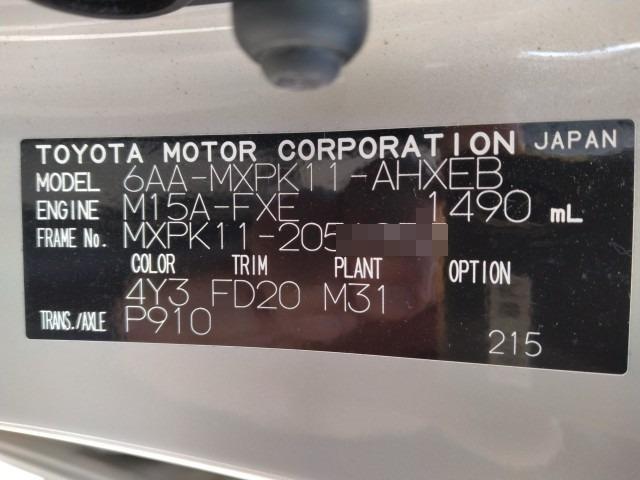 TOYOTA MOTOR CORPORATION JAPAN
MODEL 6AA-MXPK11-AHXEB
ENGINE M15A-FXE 1490 mL
FRAME No. MXPK11-205
COLOR TRIM PLANT OPTION
4Y3 FD20 M31
TRANS./AXLE P910
215